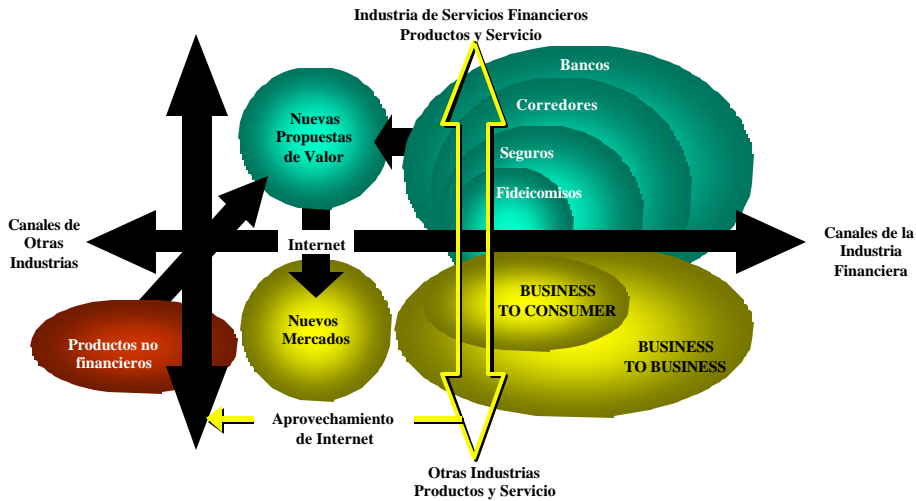 Industria de Servicios Financieros
Productos y Servicio
Bancos
Corredores
Seguros
Fideicomisos
Nuevas
Propuestas
de Valor
Canales de
Otras
Industrias
Internet
Canales de la
Industria
Financiera
BUSINESS
TO CONSUMER
BUSINESS
TO BUSINESS
Nuevos
Mercados
Productos no
financieros
Aprovechamiento
de Internet
Otras Industrias
Productos y Servicio